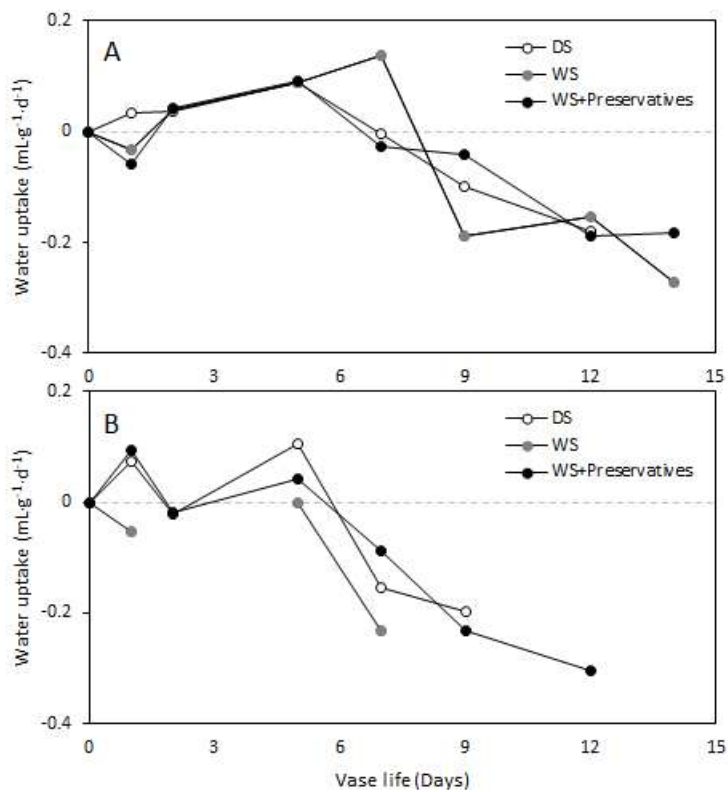 0.2
A
DS
WS
WS+Preservatives
0
-0.2
-0.4
Water uptake (mL·g⁻¹·d⁻¹)
0 3 6 9 12 15
0.2
B
DS
WS
WS+Preservatives
0
-0.2
-0.4
Water uptake (mL·g⁻¹·d⁻¹)
0 3 6 9 12 15
Vase life (Days)